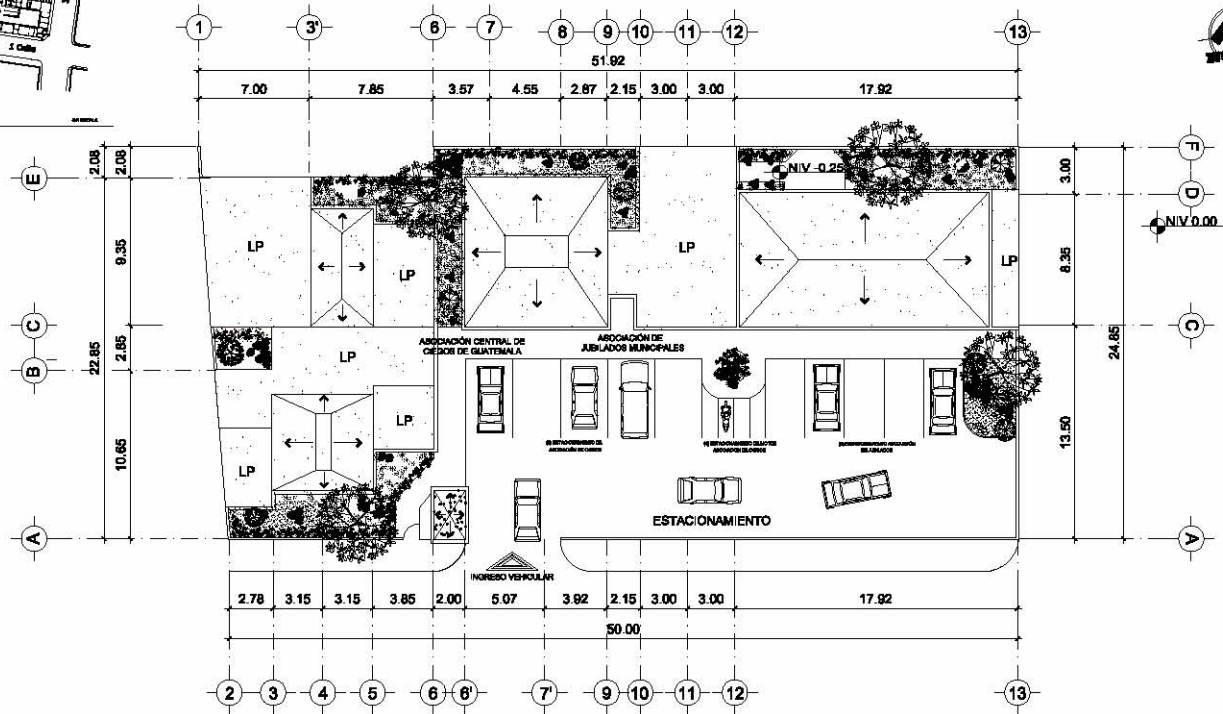 1. Calle
1 3' 6 7 8 9 10 11 12 13
51.92
7.00 7.85 3.57 4.55 2.87 2.15 3.00 3.00 17.92
2.08 2.08
E
9.35
C
2.85
B
22.85
10.65
A
F
3.00
D
NIV 0.00
8.35
C
24.85
13.50
A
NIV -0.25
LP
LP
LP
LP
LP
LP
LP
ASOCIACIÓN CENTRAL DE
CIEGOS DE GUATEMALA
ASOCIACIÓN DE
JUBILADOS MUNICIPALES
ESTACIONAMIENTO
INGRESO VEHICULAR
2.78 3.15 3.15 3.85 2.00 5.07 3.92 2.15 3.00 3.00 17.92
50.00
2 3 4 5 6 6' 7' 9 10 11 12 13